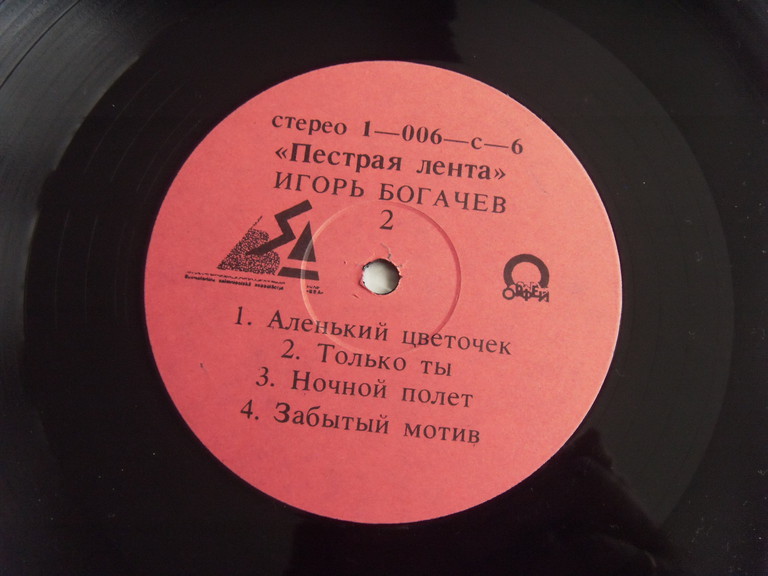 стерео 1—006—с—6
«Пестрая лента»
ИГОРЬ БОГАЧЕВ
2
ОРФЕЙ
1. Аленький цветочек
2. Только ты
3. Ночной полет
4. Забытый мотив